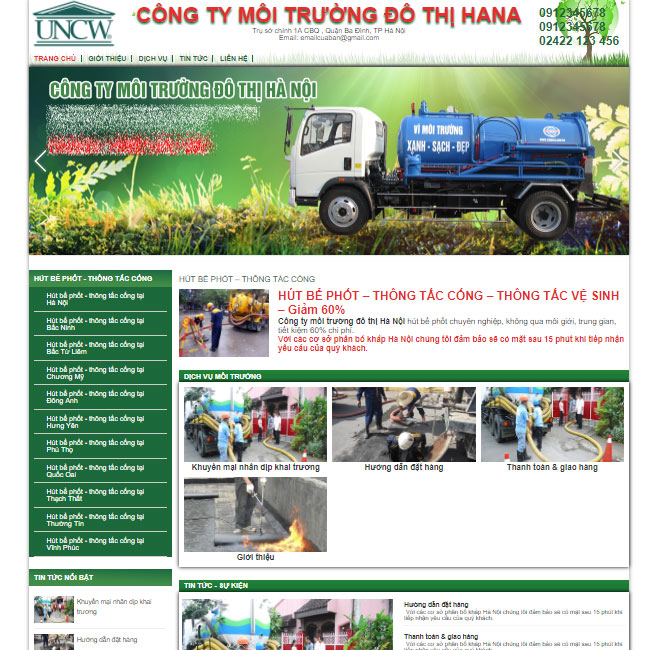 UNCW
CÔNG TY MÔI TRƯỜNG ĐÔ THỊ HANA
Trụ sở chính 1A CBQ , Quận Ba Đình, TP Hà Nội
Email: emailcuaban@gmail.com
0912345678
0912345678
02422 123 456
TRANG CHỦ | GIỚI THIỆU | DỊCH VỤ | TIN TỨC | LIÊN HỆ |
CÔNG TY MÔI TRƯỜNG ĐÔ THỊ HÀ NỘI
VÌ MÔI TRƯỜNG
XANH - SẠCH - ĐẸP
HÚT BỂ PHỐT - THÔNG TẮC CỐNG
Hút bể phốt - thông tắc cống tại
Hà Nội
Hút bể phốt - thông tắc cống tại
Bắc Ninh
Hút bể phốt - thông tắc cống tại
Bắc Từ Liêm
Hút bể phốt - thông tắc cống tại
Chương Mỹ
Hút bể phốt - thông tắc cống tại
Đông Anh
Hút bể phốt - thông tắc cống tại
Hưng Yên
Hút bể phốt - thông tắc cống tại
Phú Thọ
Hút bể phốt - thông tắc cống tại
Quốc Oai
Hút bể phốt - thông tắc cống tại
Thạch Thất
Hút bể phốt - thông tắc cống tại
Thường Tín
Hút bể phốt - thông tắc cống tại
Vĩnh Phúc
TIN TỨC NỔI BẬT
Khuyến mại nhân dịp khai
trương
Hướng dẫn đặt hàng
HÚT BỂ PHỐT – THÔNG TẮC CỐNG
HÚT BỂ PHỐT – THÔNG TẮC CỐNG – THÔNG TẮC VỆ SINH
– Giảm 60%
Công ty môi trường đô thị Hà Nội hút bể phốt chuyên nghiệp, không qua môi giới, trung gian,
tiết kiệm 60% chi phí.
Với các cơ sở phân bố khắp Hà Nội chúng tôi đảm bảo sẽ có mặt sau 15 phút khi tiếp nhận
yêu cầu của quý khách.
DỊCH VỤ MÔI TRƯỜNG
Khuyến mại nhân dịp khai trương
Hướng dẫn đặt hàng
Thanh toán & giao hàng
Giới thiệu
TIN TỨC - SỰ KIỆN
Hướng dẫn đặt hàng
Với các cơ sở phân bố khắp Hà Nội chúng tôi đảm bảo sẽ có mặt sau 15 phút khi
tiếp nhận yêu cầu của quý khách.
Thanh toán & giao hàng
Với các cơ sở phân bố khắp Hà Nội chúng tôi đảm bảo sẽ có mặt sau 15 phút khi